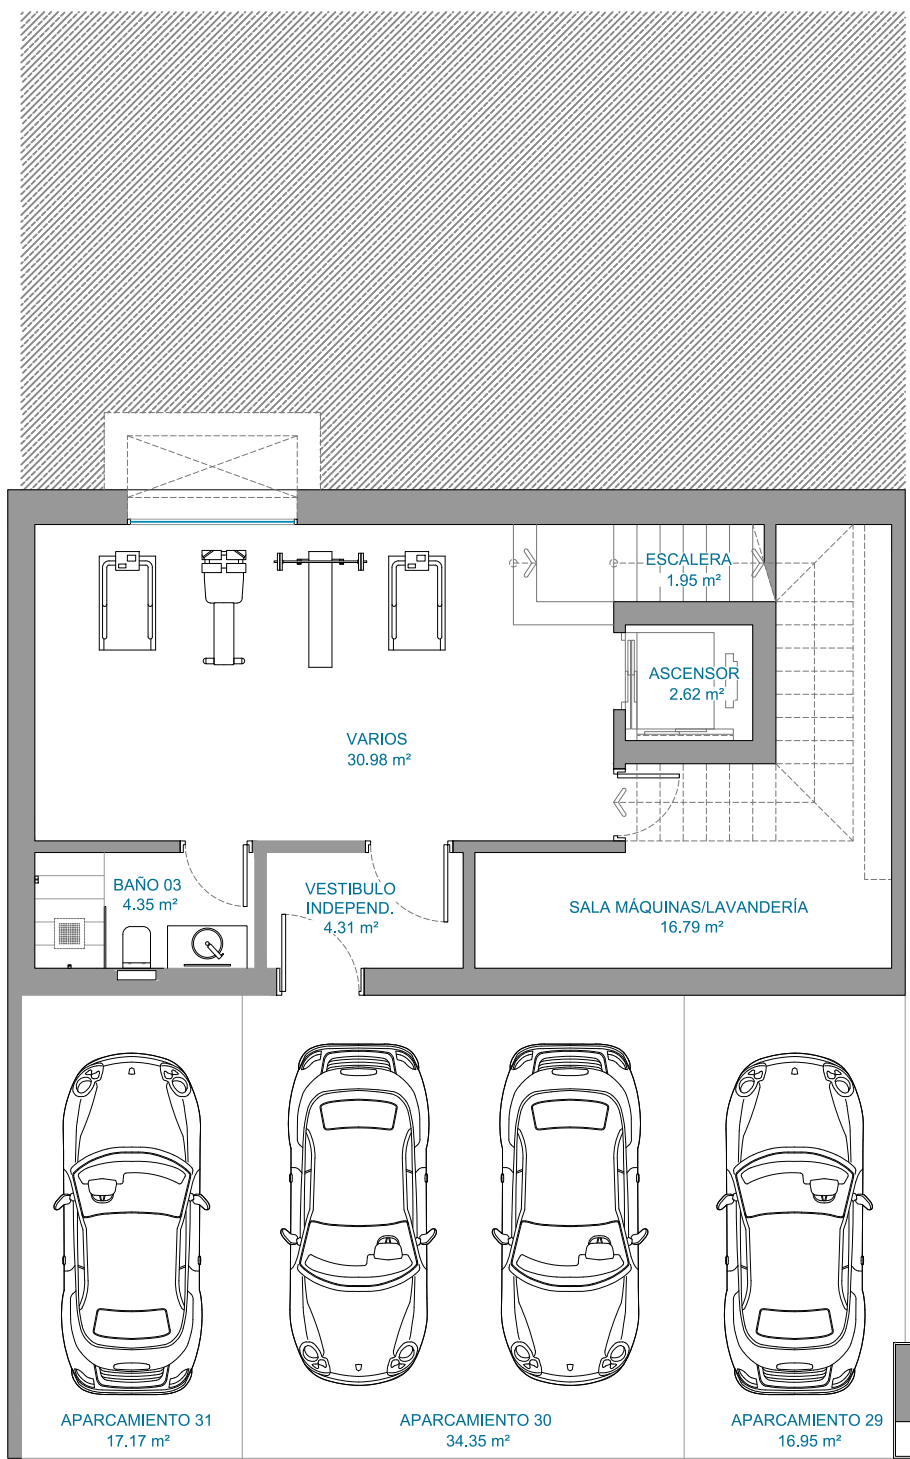 ESCALERA
1.95 m²
ASCENSOR
2.62 m²
VARIOS
30.98 m²
BAÑO 03
4.35 m²
VESTIBULO
INDEPEND.
4.31 m²
SALA MÁQUINAS/LAVANDERÍA
16.79 m²
APARCAMIENTO 31
17.17 m²
APARCAMIENTO 30
34.35 m²
APARCAMIENTO 29
16.95 m²